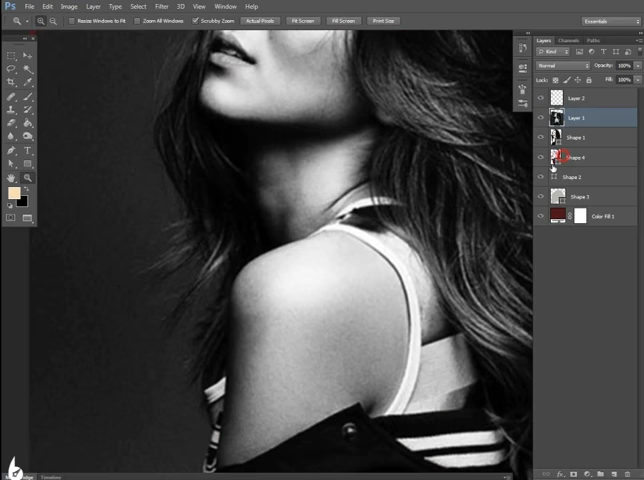 Ps File Edit Image Layer Type Select Filter 3D View Window Help
Resize Windows to Fit Zoom All Windows Scrubby Zoom Actual Pixels Fit Screen Fill Screen Print Size Essentials
Layers Channels Paths
Kind
Normal Opacity: 100%
Lock: Fill: 100%
Layer 2
Layer 1
Shape 1
Shape 4
Shape 2
Shape 3
Color Fill 1
Timeline